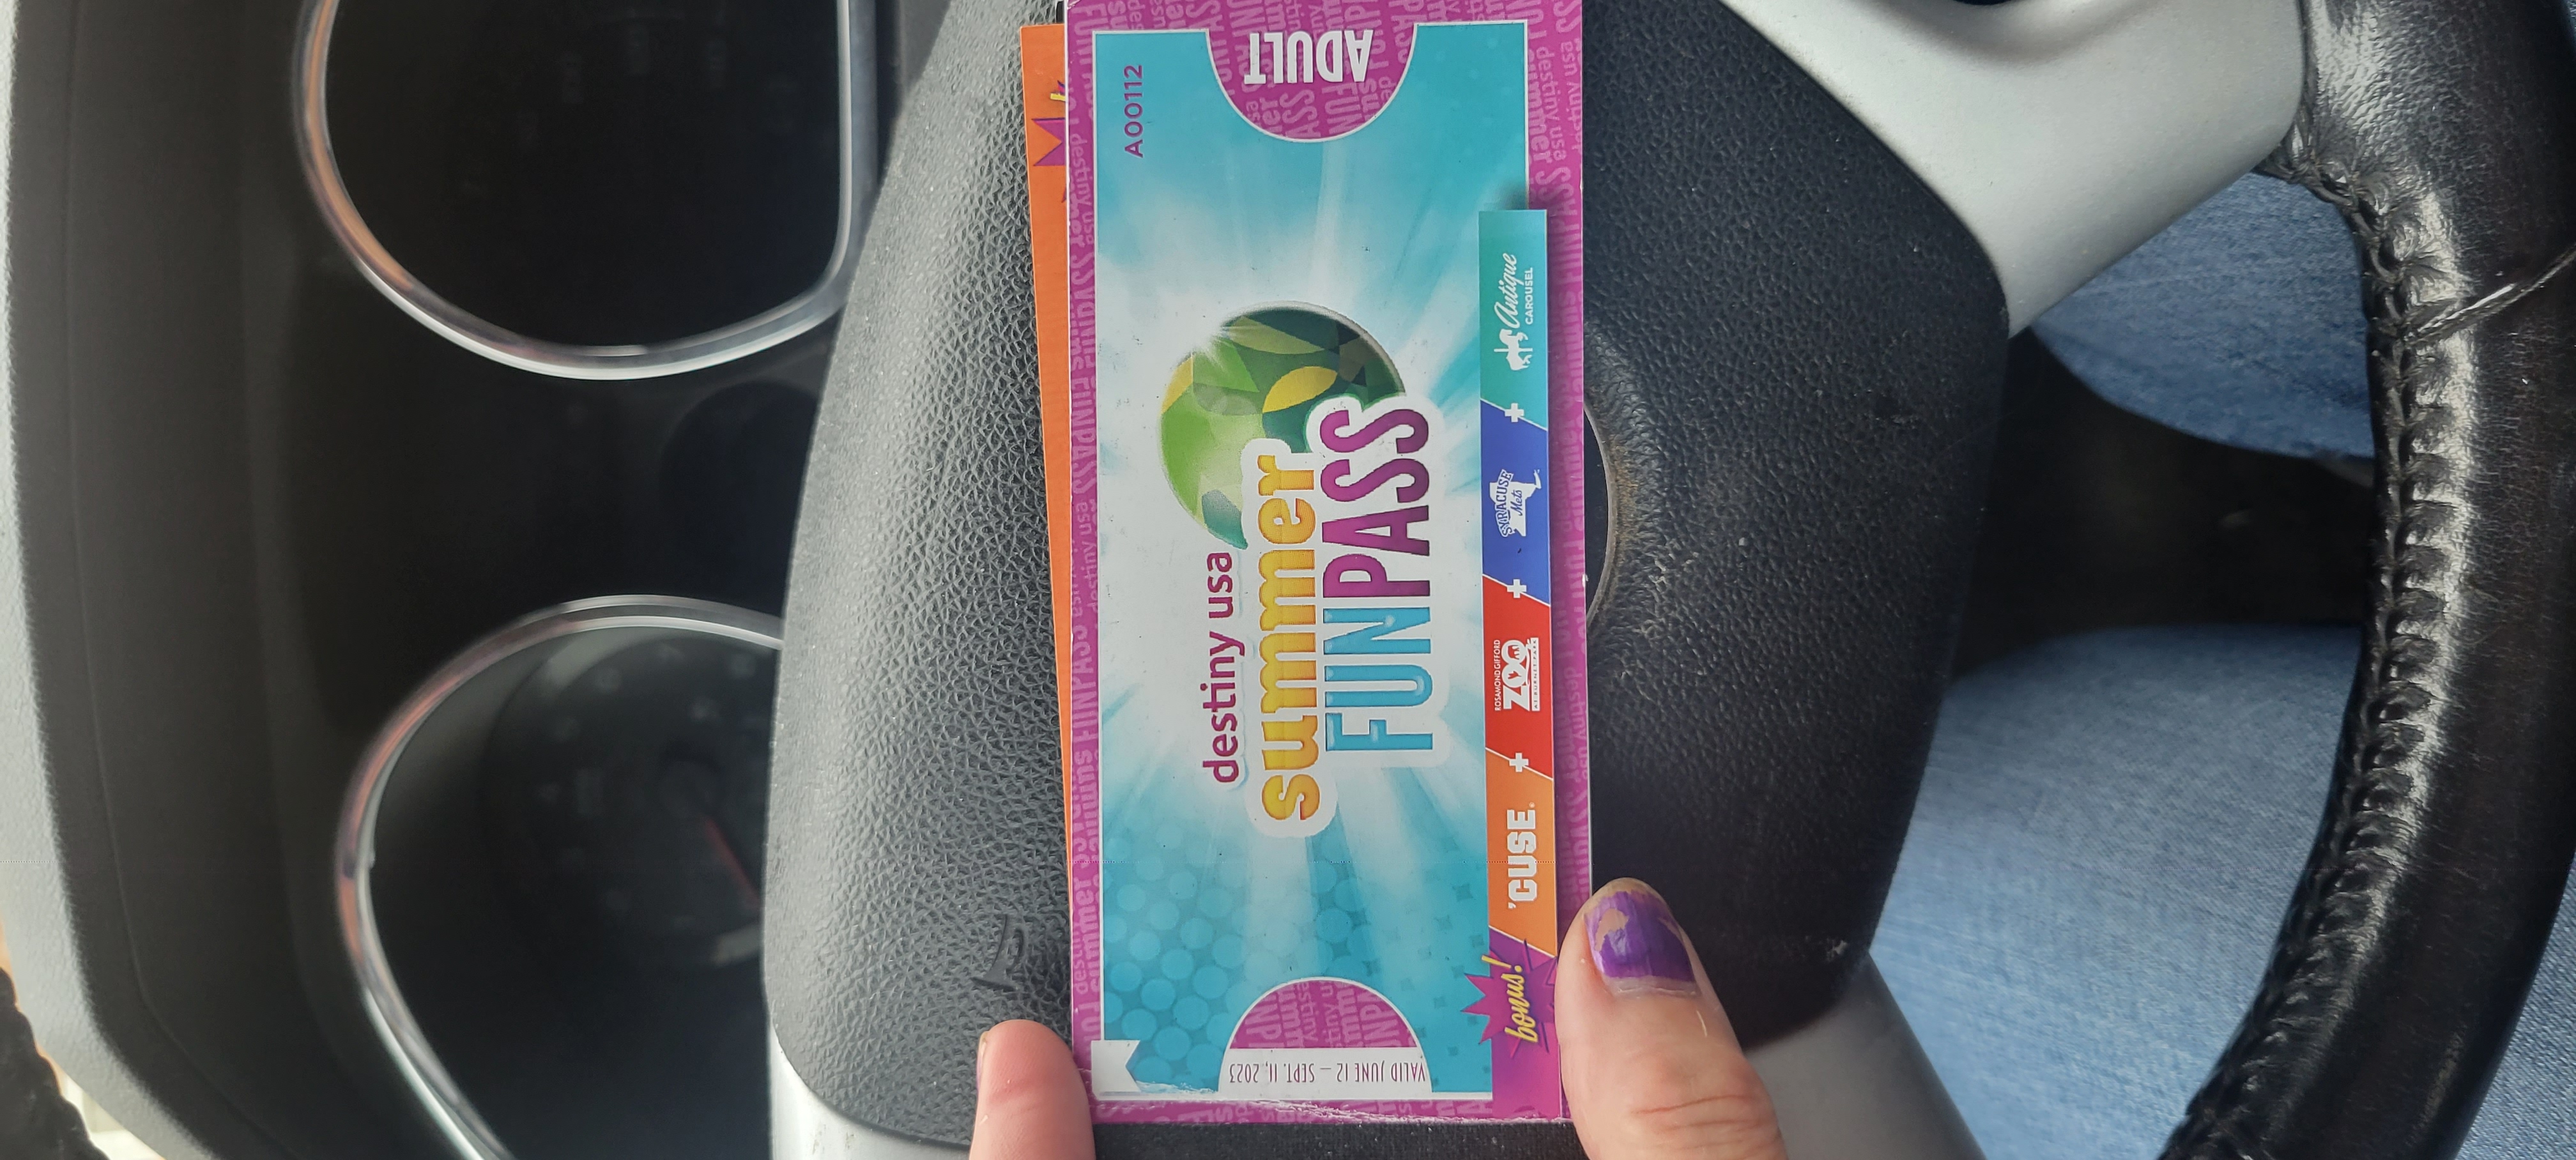 ADULT
A00112
destiny usa
summer
FUNPASS
bonus!
'CUSE.
+
ROSAMOND GIFFORD
ZOO
+
SYRACUSE
Mets
+
Antique
CAROUSEL
VALID JUNE 12 – SEPT. 11, 2023